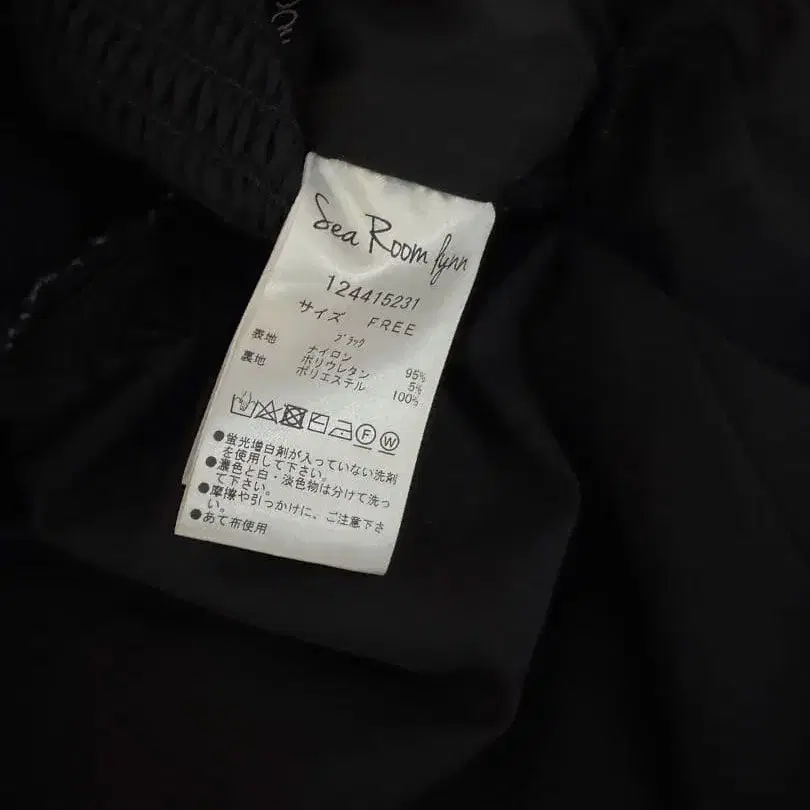 Sea Room lynn
124415231
サイズ FREE
ブラック
表地 ナイロン 95%
ポリウレタン 5%
裏地 ポリエステル 100%
F W
●蛍光増白剤が入っていない洗剤
を使用して下さい。
●濃色と白・淡色物は分けて洗っ
て下さい。
●摩擦や引っかけに、ご注意下さ
い。
●あて布使用